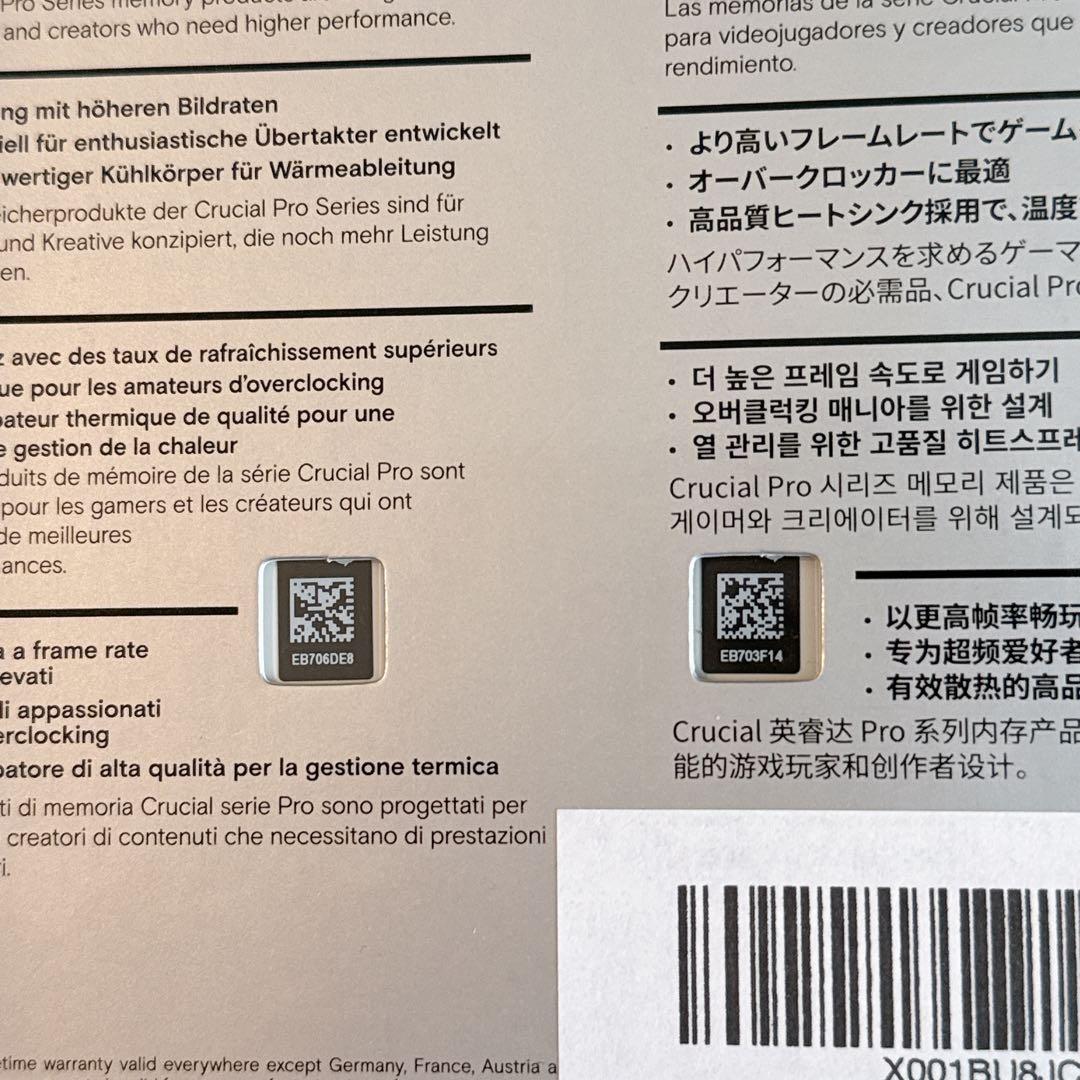 Pro Series memory products
and creators who need higher performance.
ng mit höheren Bildraten
iell für enthusiastische Übertakter entwickelt
wertiger Kühlkörper für Wärmeableitung
eicherprodukte der Crucial Pro Series sind für
und Kreative konzipiert, die noch mehr Leistung
en.
z avec des taux de rafraîchissement supérieurs
ue pour les amateurs d'overclocking
pateur thermique de qualité pour une
e gestion de la chaleur
duits de mémoire de la série Crucial Pro sont
pour les gamers et les créateurs qui ont
de meilleures
ances.
EB706DE8
a a frame rate
evati
li appassionati
erclocking
patore di alta qualità per la gestione termica
ti di memoria Crucial serie Pro sono progettati per
creatori di contenuti che necessitano di prestazioni
i.
etime warranty valid everywhere except Germany, France, Austria a
Las memorias de la serie Crucial
para videojugadores y creadores que
rendimiento.
・より高いフレームレートでゲーム
・オーバークロッカーに最適
・高品質ヒートシンク採用で、温度
ハイパフォーマンスを求めるゲーマ
クリエーターの必需品、Crucial Pro
• 더 높은 프레임 속도로 게임하기
• 오버클럭킹 매니아를 위한 설계
• 열 관리를 위한 고품질 히트스프레
Crucial Pro 시리즈 메모리 제품은
게이머와 크리에이터를 위해 설계되
EB703F14
• 以更高帧率畅玩
• 专为超频爱好者
• 有效散热的高品
Crucial 英睿达 Pro 系列内存产品
能的游戏玩家和创作者设计。
X001BU8JC